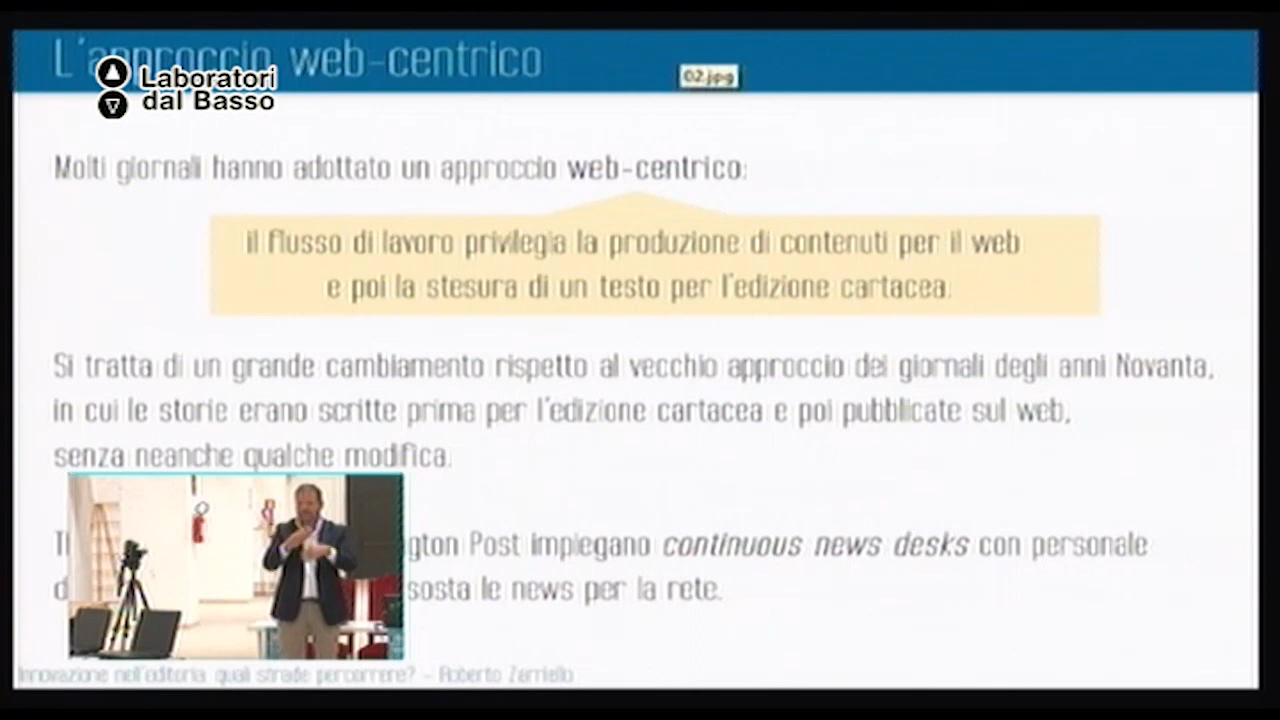 L'approccio web-centrico
Laboratori
dal Basso
02.jpg
Molti giornali hanno adottato un approccio web-centrico:
il flusso di lavoro privilegia la produzione di contenuti per il web
e poi la stesura di un testo per l'edizione cartacea.
Si tratta di un grande cambiamento rispetto al vecchio approccio dei giornali degli anni Novanta,
in cui le storie erano scritte prima per l'edizione cartacea e poi pubblicate sul web,
senza neanche qualche modifica.
gton Post impiegano continuous news desks con personale
sosta le news per la rete.
Innovazione nell'editoria: quali strade percorrere? - Roberto Zarriello